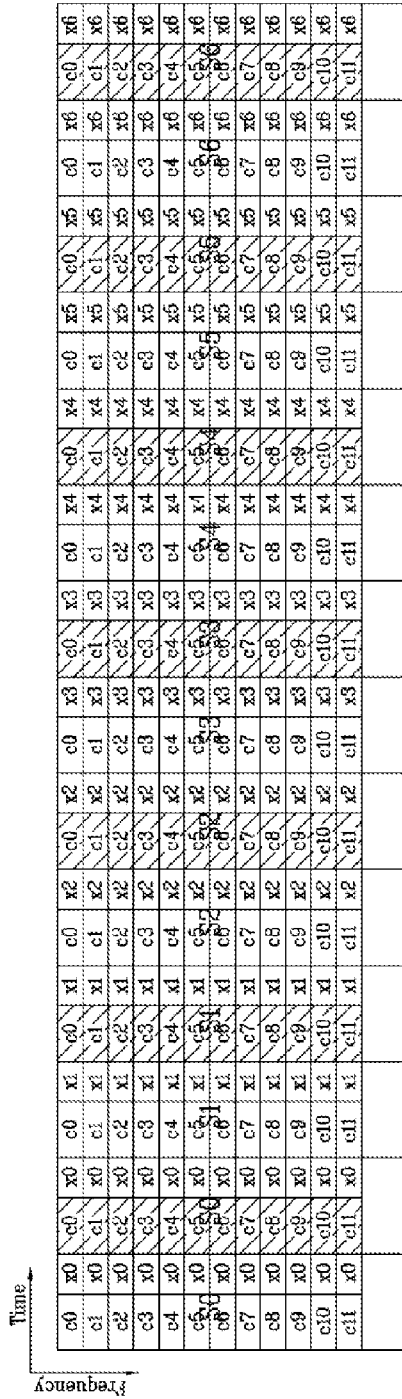 Time
Frequency
c0 x0 c0 x0 c0 x1 c0 x1 c0 x2 c0 x2 c0 x3 c0 x3 c0 x4 c0 x4 c0 x5 c0 x5 c0 x6 c0 x6
c1 x0 c1 x0 c1 x1 c1 x1 c1 x2 c1 x2 c1 x3 c1 x3 c1 x4 c1 x4 c1 x5 c1 x5 c1 x6 c1 x6
c2 x0 c2 x0 c2 x1 c2 x1 c2 x2 c2 x2 c2 x3 c2 x3 c2 x4 c2 x4 c2 x5 c2 x5 c2 x6 c2 x6
c3 x0 c3 x0 c3 x1 c3 x1 c3 x2 c3 x2 c3 x3 c3 x3 c3 x4 c3 x4 c3 x5 c3 x5 c3 x6 c3 x6
c4 x0 c4 x0 c4 x1 c4 x1 c4 x2 c4 x2 c4 x3 c4 x3 c4 x4 c4 x4 c4 x5 c4 x5 c4 x6 c4 x6
c5 x0 c5 x0 c5 x1 c5 x1 c5 x2 c5 x2 c5 x3 c5 x3 c5 x4 c5 x4 c5 x5 c5 x5 c5 x6 c5 x6
S0 S0 S1 S1 S2 S2 S3 S3 S4 S4 S5 S5 S6 S6
c6 x0 c6 x0 c6 x1 c6 x1 c6 x2 c6 x2 c6 x3 c6 x3 c6 x4 c6 x4 c6 x5 c6 x5 c6 x6 c6 x6
c7 x0 c7 x0 c7 x1 c7 x1 c7 x2 c7 x2 c7 x3 c7 x3 c7 x4 c7 x4 c7 x5 c7 x5 c7 x6 c7 x6
c8 x0 c8 x0 c8 x1 c8 x1 c8 x2 c8 x2 c8 x3 c8 x3 c8 x4 c8 x4 c8 x5 c8 x5 c8 x6 c8 x6
c9 x0 c9 x0 c9 x1 c9 x1 c9 x2 c9 x2 c9 x3 c9 x3 c9 x4 c9 x4 c9 x5 c9 x5 c9 x6 c9 x6
c10 x0 c10 x0 c10 x1 c10 x1 c10 x2 c10 x2 c10 x3 c10 x3 c10 x4 c10 x4 c10 x5 c10 x5 c10 x6 c10 x6
c11 x0 c11 x0 c11 x1 c11 x1 c11 x2 c11 x2 c11 x3 c11 x3 c11 x4 c11 x4 c11 x5 c11 x5 c11 x6 c11 x6